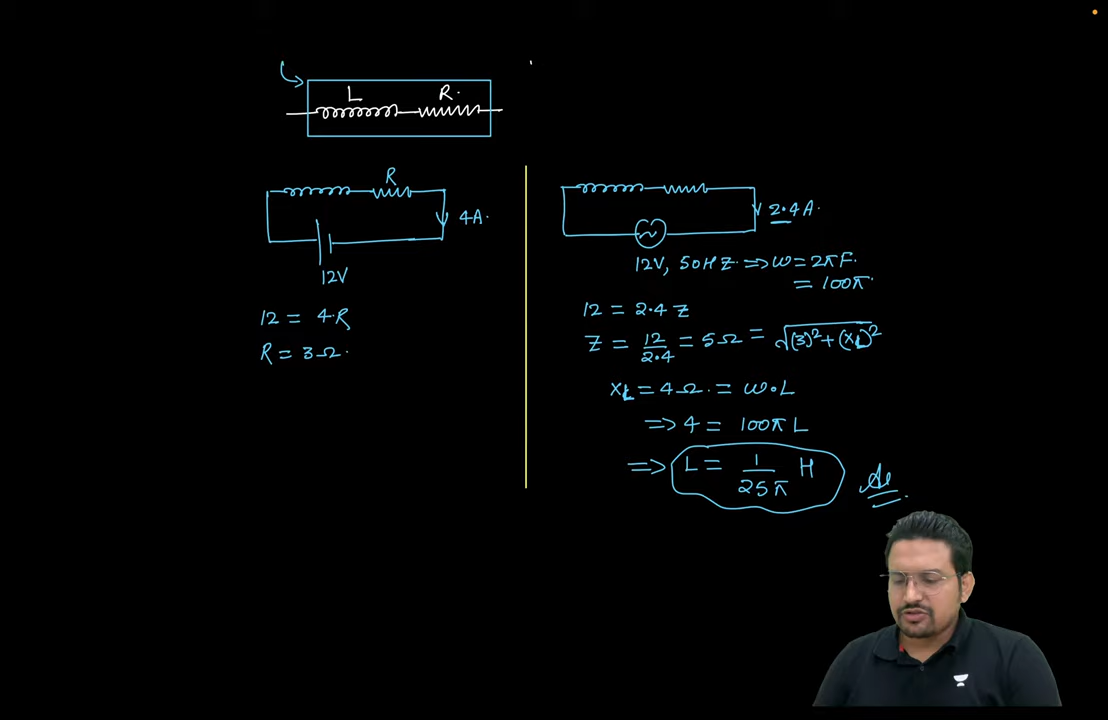 L R.
R
4A.
12V
12 = 4·R
R = 3Ω.
2.4A.
12V, 50HZ. => ω = 2πF.
= 100π.
12 = 2.4 Z
Z = 12/2.4 = 5Ω = √(3)²+(XL)²
XL = 4Ω. = ω·L
=> 4 = 100π L
=> L = 1/25π H